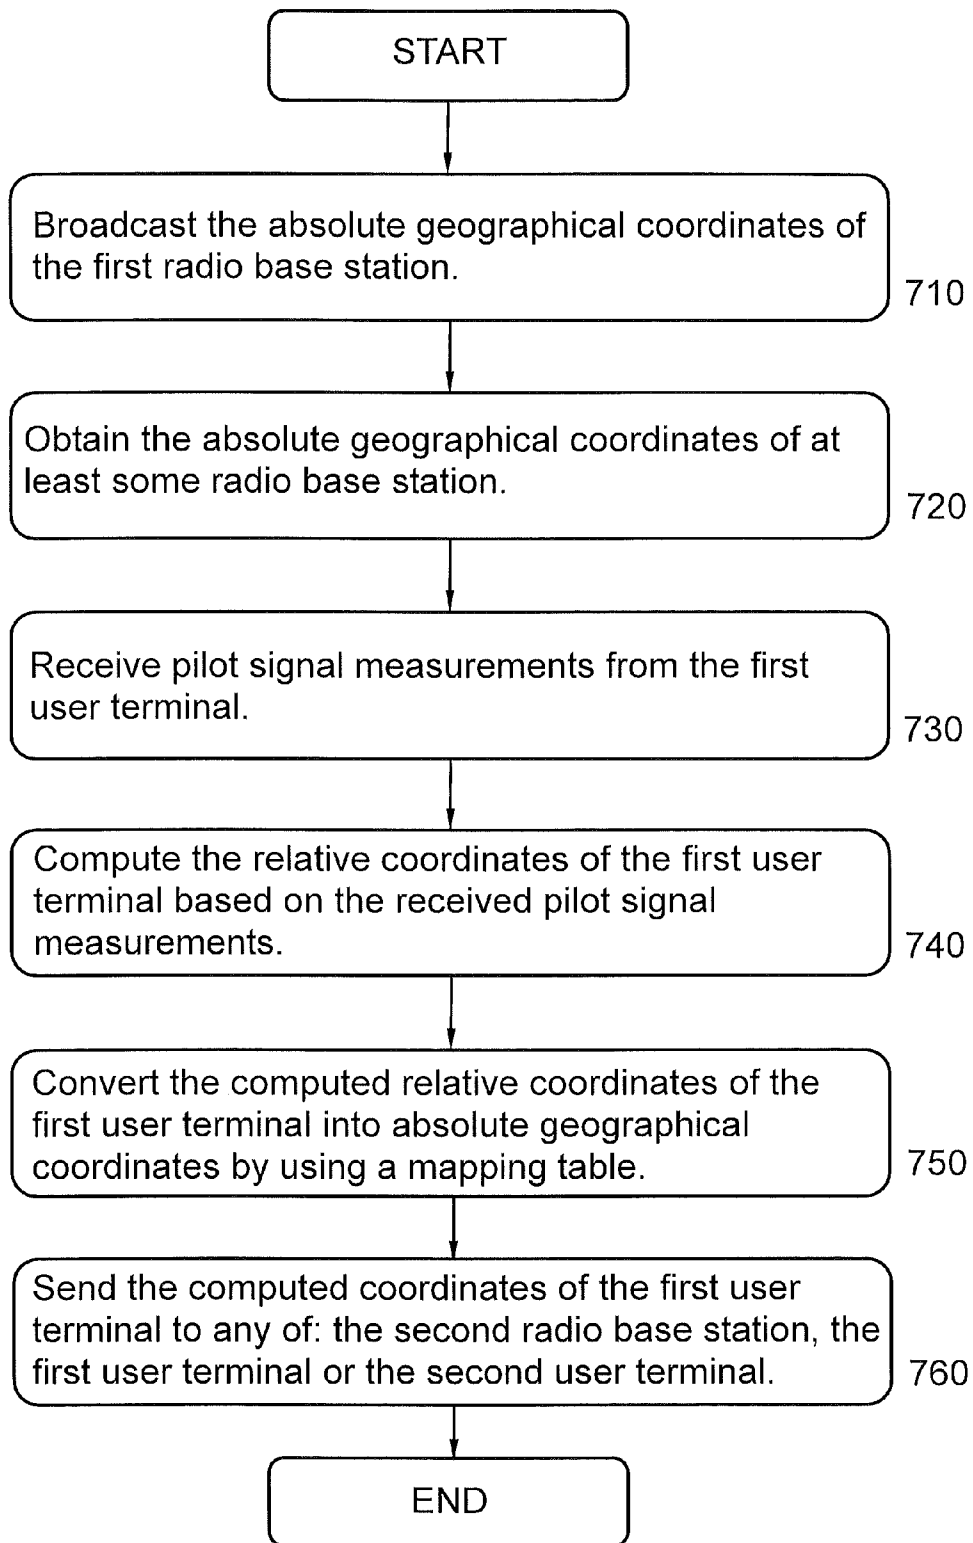 START
Broadcast the absolute geographical coordinates of
the first radio base station.
710
Obtain the absolute geographical coordinates of at
least some radio base station.
720
Receive pilot signal measurements from the first
user terminal.
730
Compute the relative coordinates of the first user
terminal based on the received pilot signal
measurements.
740
Convert the computed relative coordinates of the
first user terminal into absolute geographical
coordinates by using a mapping table.
750
Send the computed coordinates of the first user
terminal to any of: the second radio base station, the
first user terminal or the second user terminal.
760
END